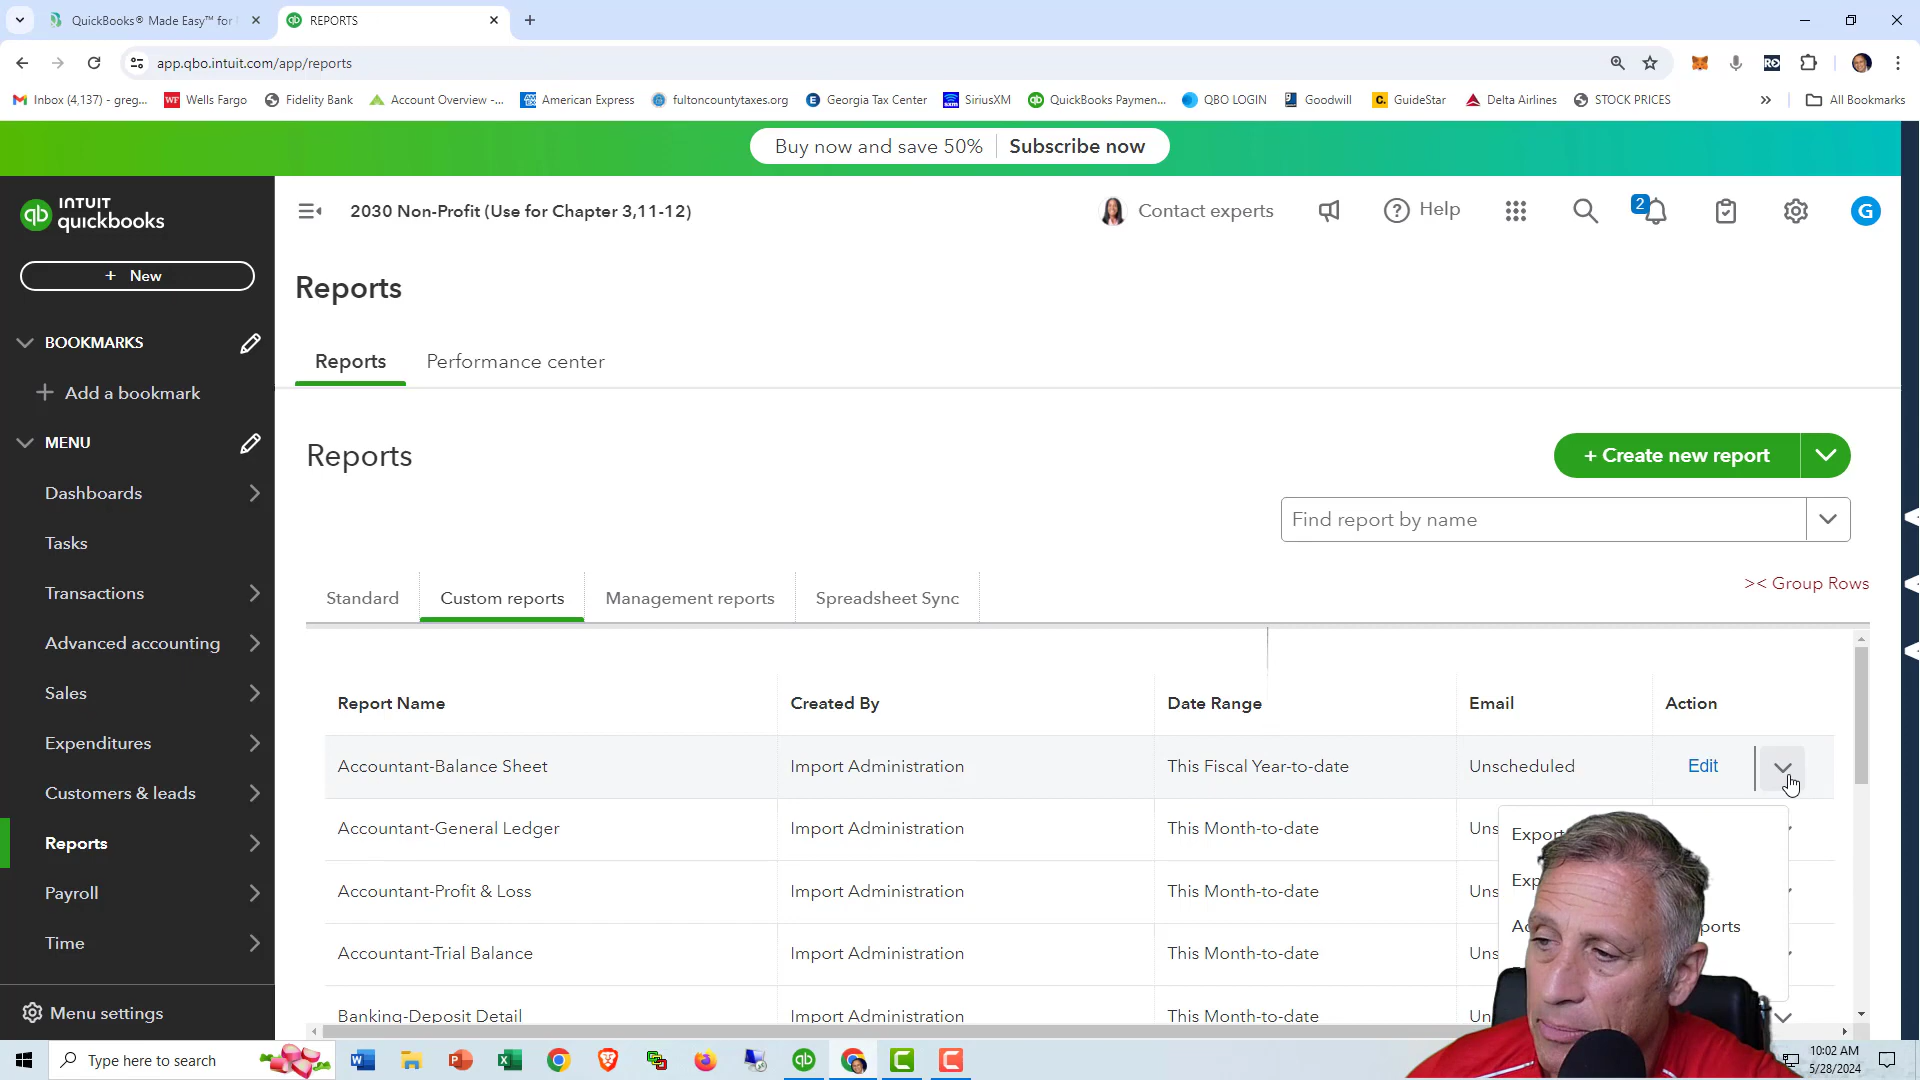 QuickBooks® Made Easy™ for
REPORTS
app.qbo.intuit.com/app/reports
Inbox (4,137) - greg...
WF Wells Fargo
Fidelity Bank
Account Overview -...
American Express
fultoncountytaxes.org
Georgia Tax Center
SiriusXM
QuickBooks Paymen...
QBO LOGIN
Goodwill
GuideStar
Delta Airlines
STOCK PRICES
All Bookmarks
Buy now and save 50% Subscribe now
INTUIT
quickbooks
2030 Non-Profit (Use for Chapter 3,11-12)
Contact experts
Help
2
G
+ New
Reports
BOOKMARKS
Add a bookmark
Reports
Performance center
MENU
Dashboards
Tasks
Transactions
Advanced accounting
Sales
Expenditures
Customers & leads
Reports
Payroll
Time
Menu settings
Reports
+ Create new report
Find report by name
>< Group Rows
Standard
Custom reports
Management reports
Spreadsheet Sync
Report Name Created By Date Range Email Action
Accountant-Balance Sheet Import Administration This Fiscal Year-to-date Unscheduled Edit
Accountant-General Ledger Import Administration This Month-to-date
Accountant-Profit & Loss Import Administration This Month-to-date
Accountant-Trial Balance Import Administration This Month-to-date
Banking-Deposit Detail Import Administration This Month-to-date
Export
Type here to search
10:02 AM
5/28/2024